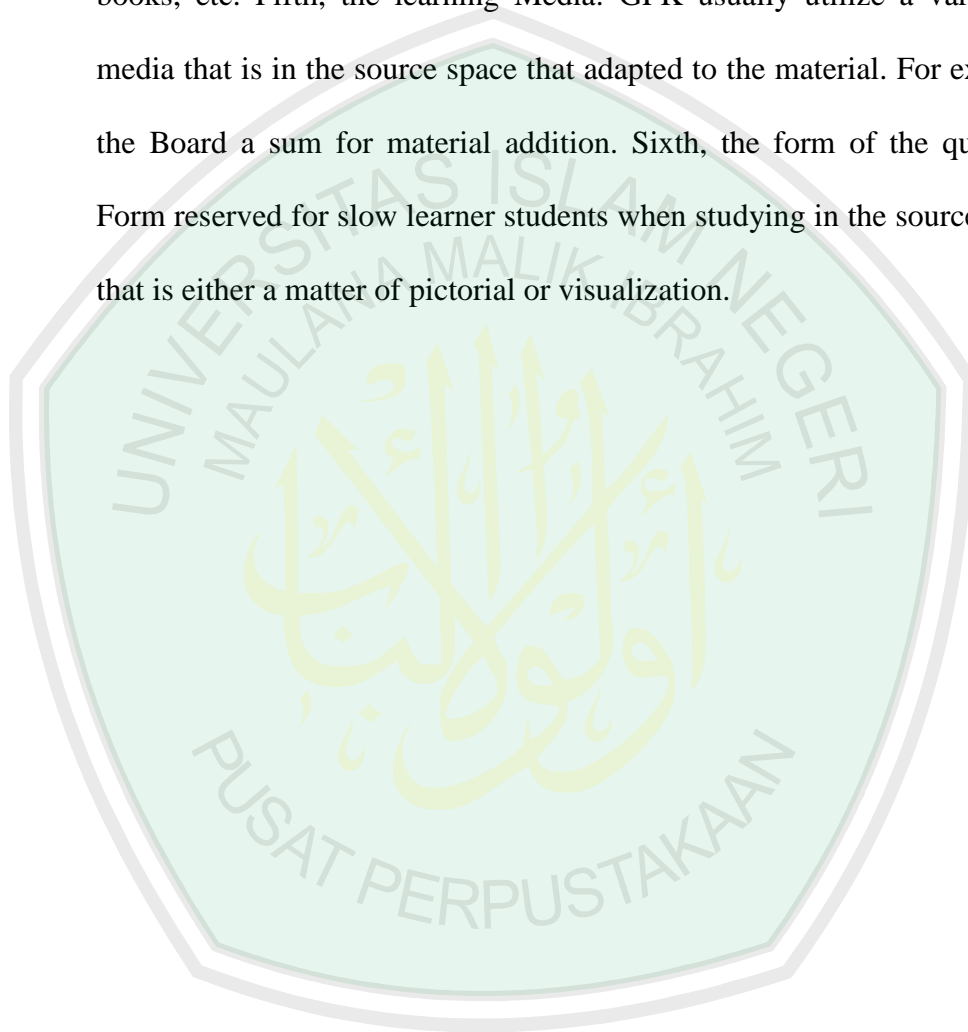 books, etc. Fifth, the learning Media. GPK usually utilize a
media that is in the source space that adapted to the material. For
the Board a sum for material addition. Sixth, the form of the
Form reserved for slow learner students when studying in the
that is either a matter of pictorial or visualization.
UNIVERSITAS ISLAM NEGERI
MAULANA MALIK IBRAHIM
أولوا الألباب
PUSAT PERPUSTAKAAN